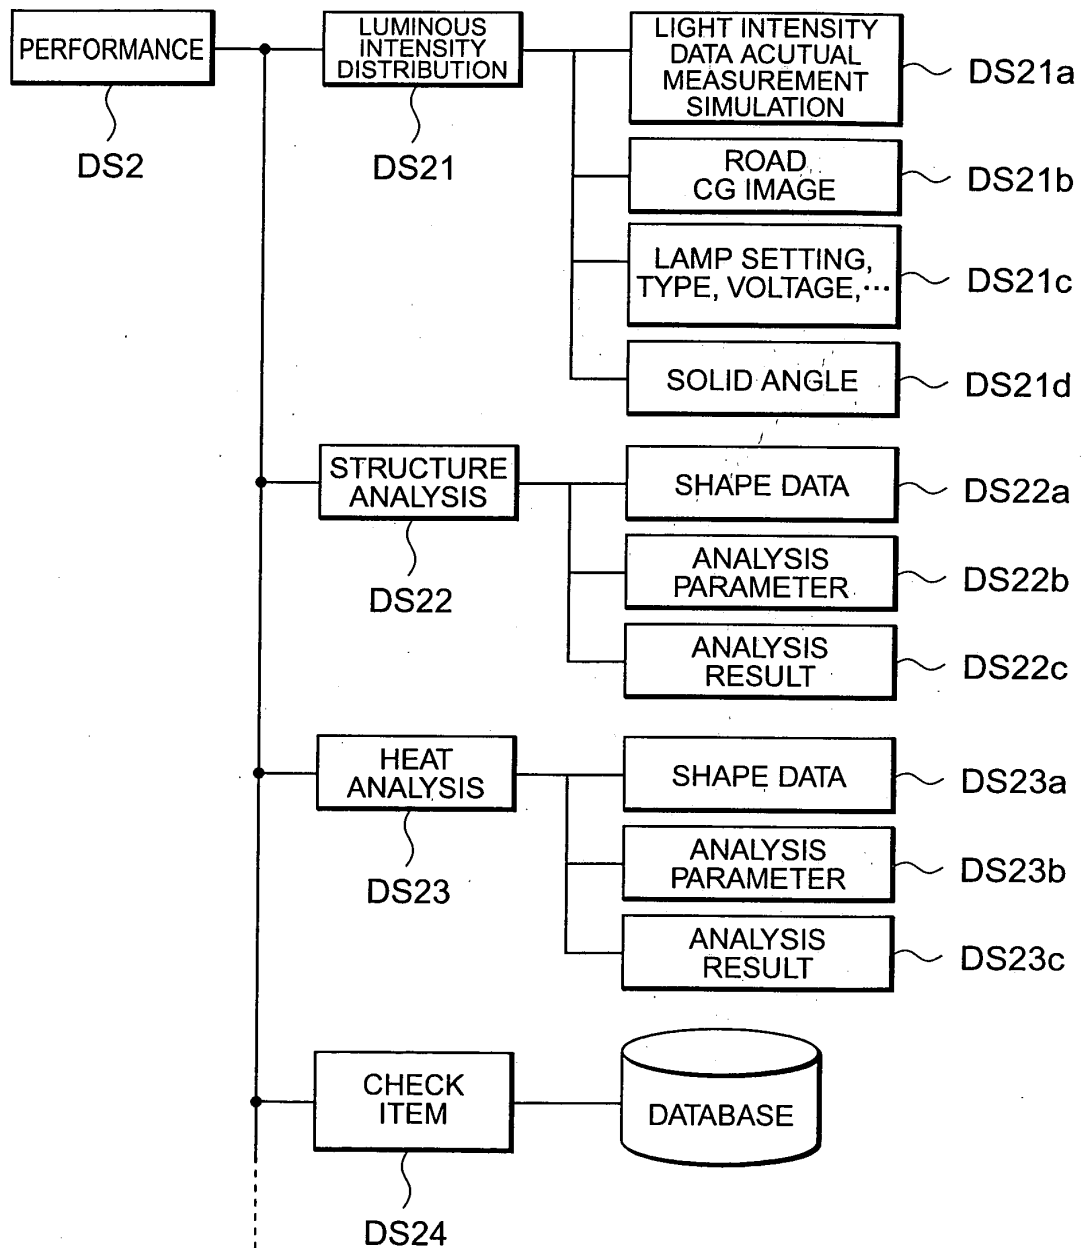 PERFORMANCE
DS2
LUMINOUS
INTENSITY
DISTRIBUTION
DS21
LIGHT INTENSITY
DATA ACUTUAL
MEASUREMENT
SIMULATION
DS21a
ROAD
CG IMAGE
DS21b
LAMP SETTING,
TYPE, VOLTAGE,···
DS21c
SOLID ANGLE
DS21d
STRUCTURE
ANALYSIS
DS22
SHAPE DATA
DS22a
ANALYSIS
PARAMETER
DS22b
ANALYSIS
RESULT
DS22c
HEAT
ANALYSIS
DS23
SHAPE DATA
DS23a
ANALYSIS
PARAMETER
DS23b
ANALYSIS
RESULT
DS23c
CHECK
ITEM
DS24
DATABASE